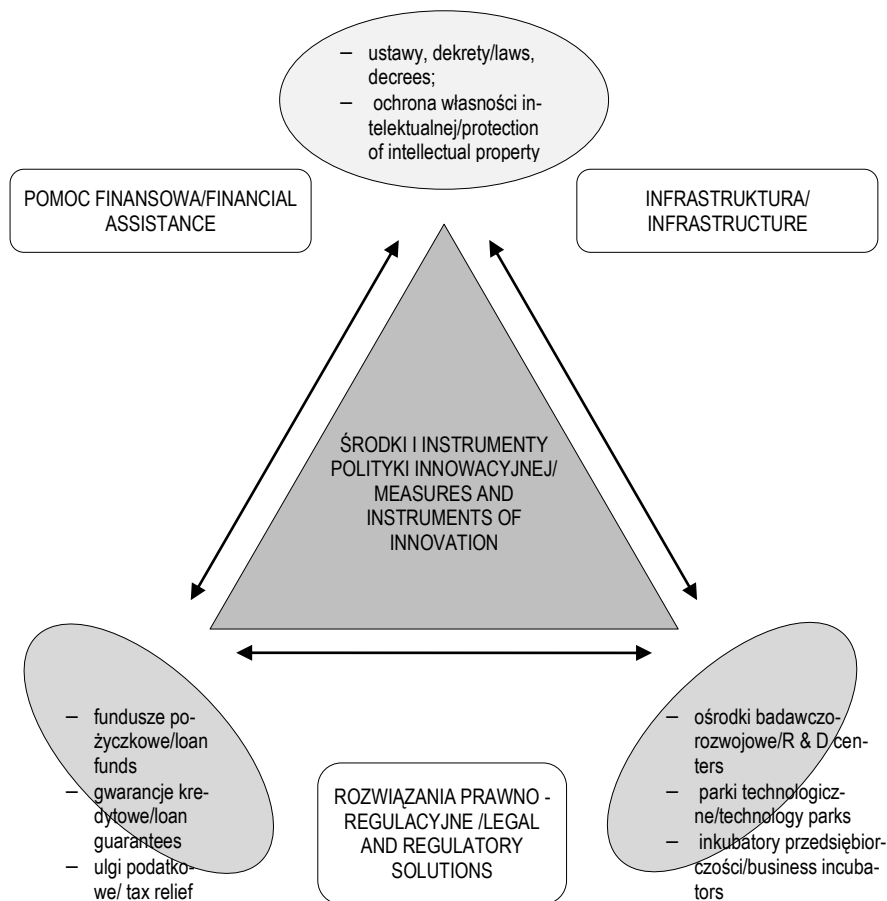 – ustawy, dekrety/laws,
decrees;
– ochrona własności in-
telektualnej/protection
of intellectual property
POMOC FINANSOWA/FINANCIAL
ASSISTANCE
INFRASTRUKTURA/
INFRASTRUCTURE
ŚRODKI I INSTRUMENTY
POLITYKI INNOWACYJNEJ/
MEASURES AND
INSTRUMENTS OF
INNOVATION
– fundusze po-
życzkowe/loan
funds
– gwarancje kre-
dytowe/loan
guarantees
– ulgi podatko-
we/ tax relief
ROZWIĄZANIA PRAWNO -
REGULACYJNE /LEGAL
AND REGULATORY
SOLUTIONS
– ośrodki badawczo-
rozwojowe/R & D cen-
ters
– parki technologicz-
ne/technology parks
– inkubatory przedsiębior-
czości/business incuba-
tors